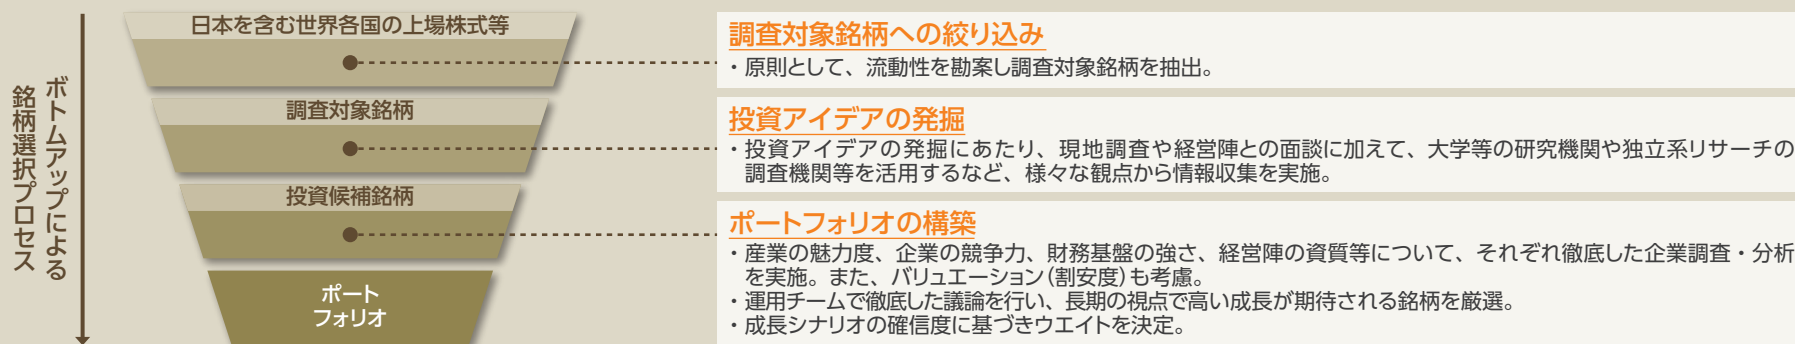 ボトムアップによる
銘柄選択プロセス
日本を含む世界各国の上場株式等
調査対象銘柄への絞り込み
・原則として、流動性を勘案し調査対象銘柄を抽出。
調査対象銘柄
投資アイデアの発掘
・投資アイデアの発掘にあたり、現地調査や経営陣との面談に加えて、大学等の研究機関や独立系リサーチの
調査機関等を活用するなど、様々な観点から情報収集を実施。
投資候補銘柄
ポートフォリオの構築
・産業の魅力度、企業の競争力、財務基盤の強さ、経営陣の資質等について、それぞれ徹底した企業調査・分析
を実施。また、バリュエーション(割安度)も考慮。
・運用チームで徹底した議論を行い、長期の視点で高い成長が期待される銘柄を厳選。
・成長シナリオの確信度に基づきウエイトを決定。
ポート
フォリオ